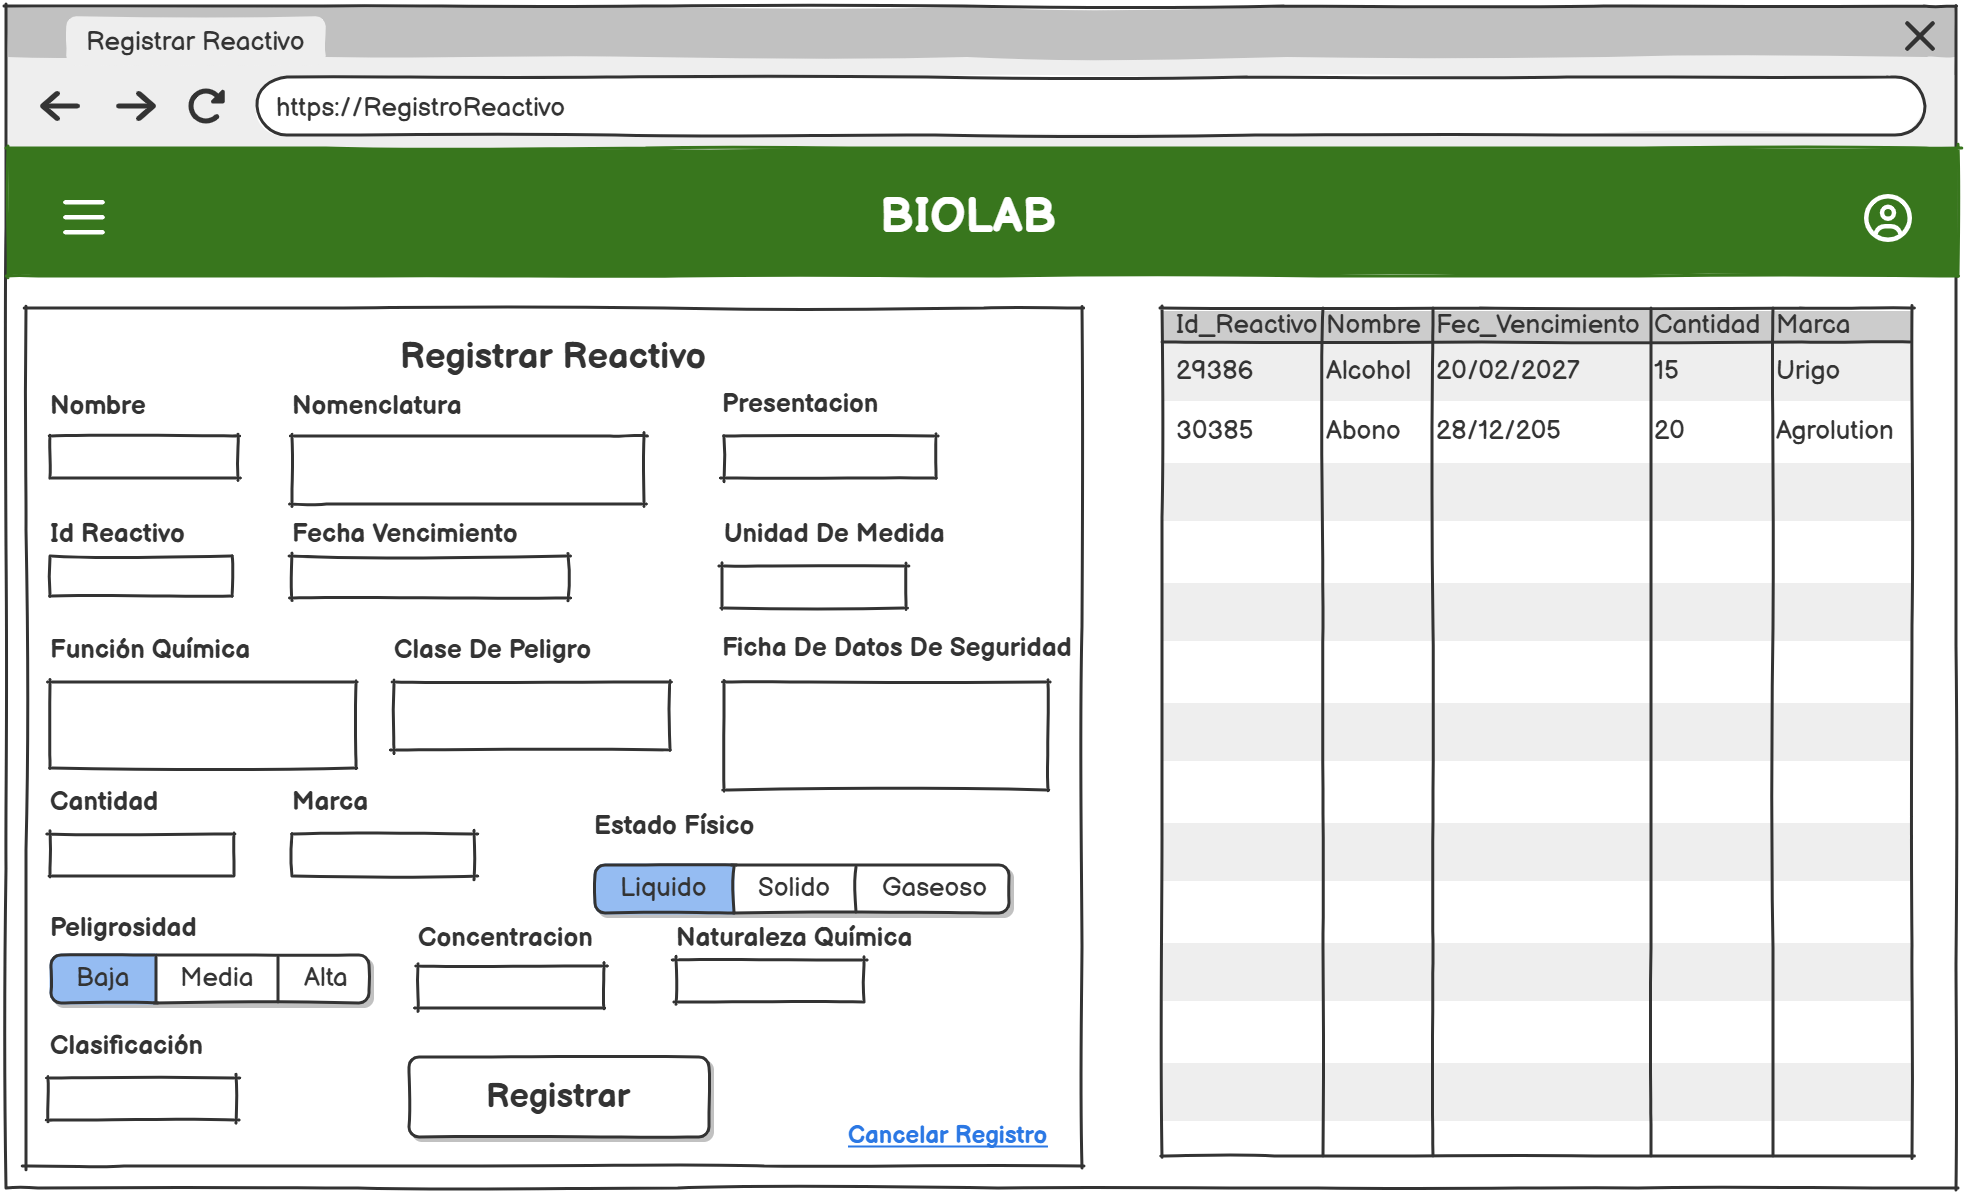 Registrar Reactivo
https://RegistroReactivo
BIOLAB
Registrar Reactivo
Nombre Nomenclatura Presentacion
Id Reactivo Fecha Vencimiento Unidad De Medida
Función Química Clase De Peligro Ficha De Datos De Seguridad
Cantidad Marca
Estado Físico
Liquido Solido Gaseoso
Peligrosidad
Concentracion Naturaleza Química
Baja Media Alta
Clasificación
Registrar
Cancelar Registro
Id_Reactivo Nombre Fec_Vencimiento Cantidad Marca
29386 Alcohol 20/02/2027 15 Urigo
30385 Abono 28/12/205 20 Agrolution